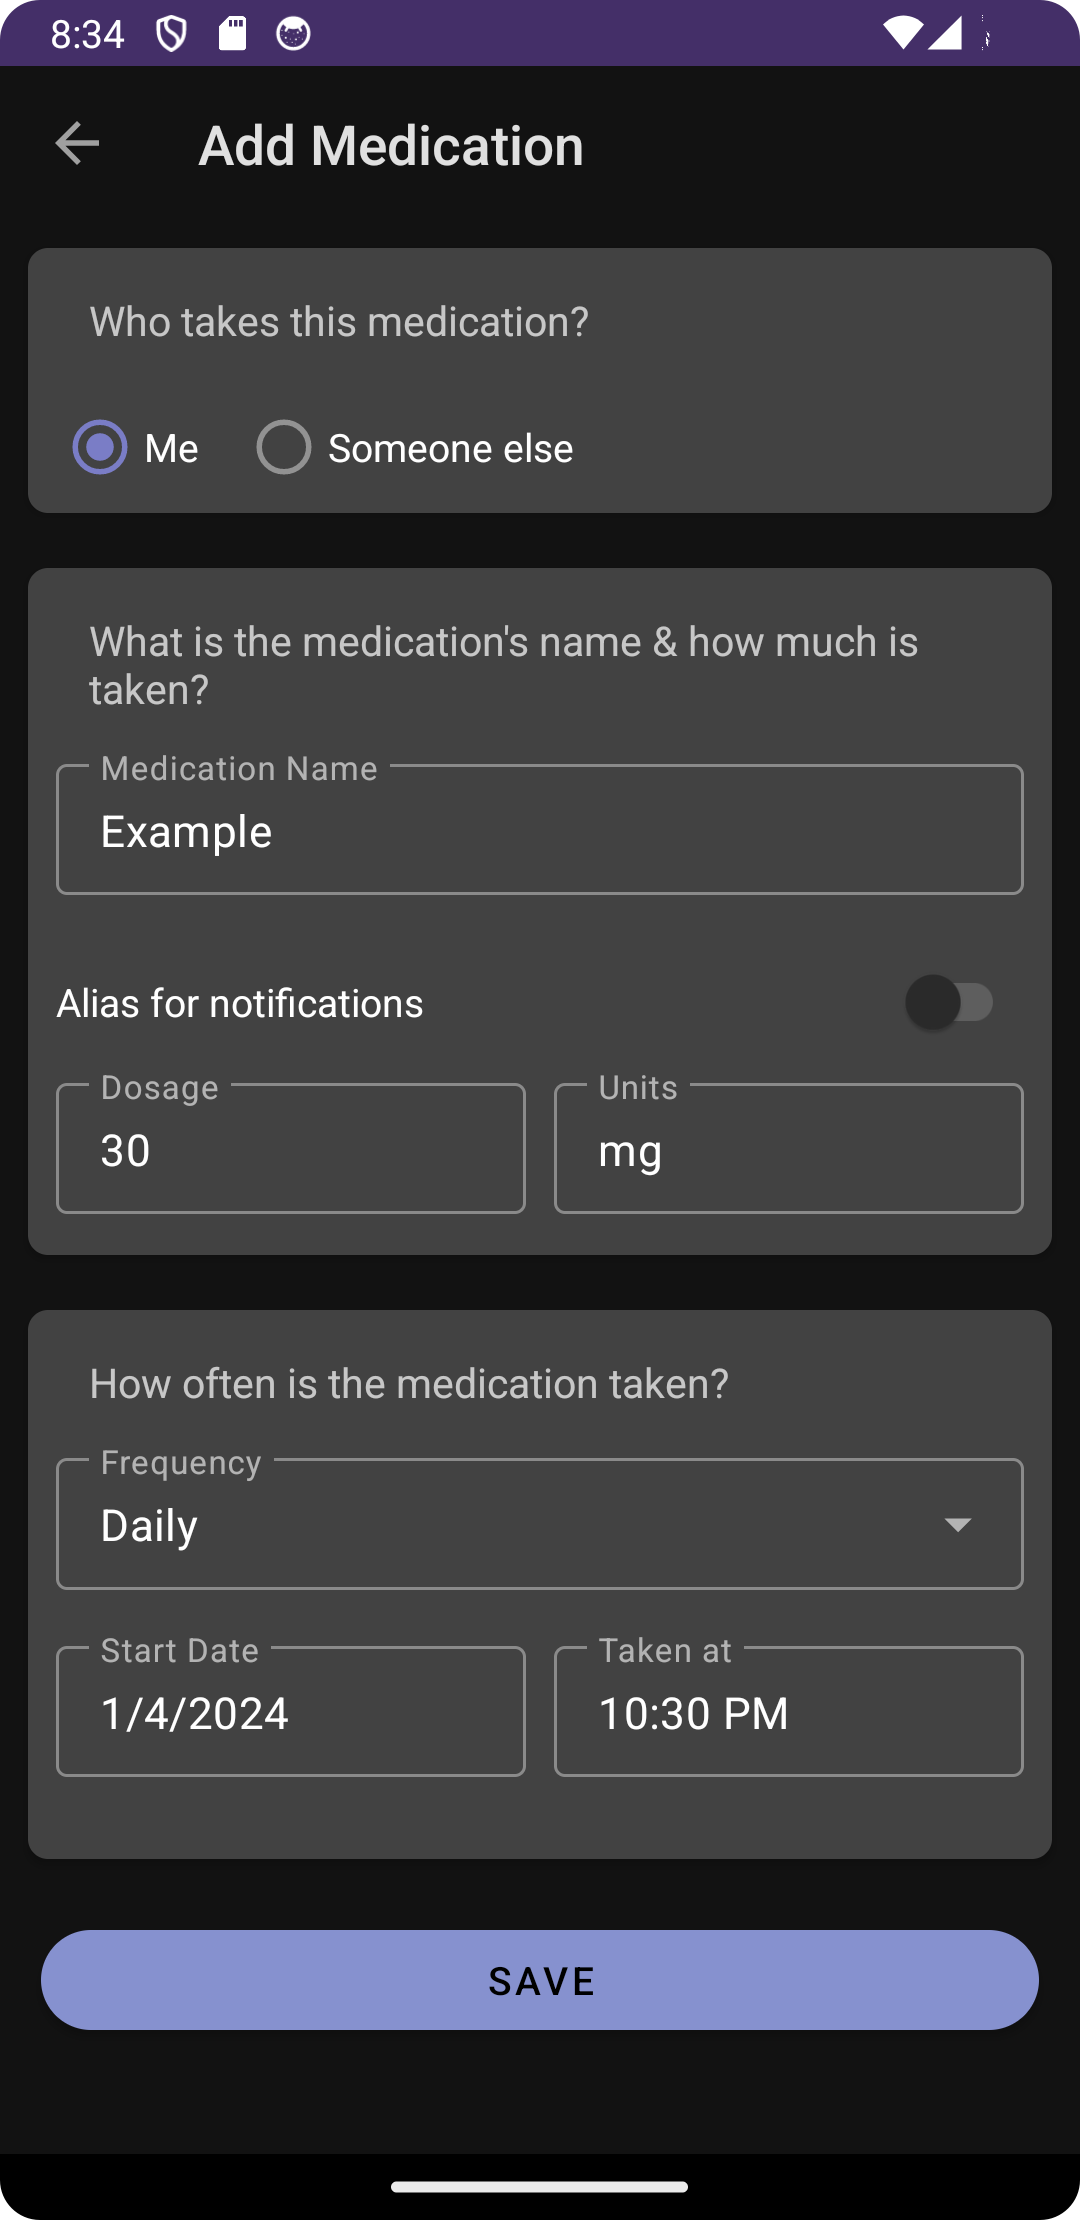 8:34
Add Medication
Who takes this medication?
Me
Someone else
What is the medication's name & how much is
taken?
Medication Name
Example
Alias for notifications
Dosage
30
Units
mg
How often is the medication taken?
Frequency
Daily
Start Date
1/4/2024
Taken at
10:30 PM
SAVE